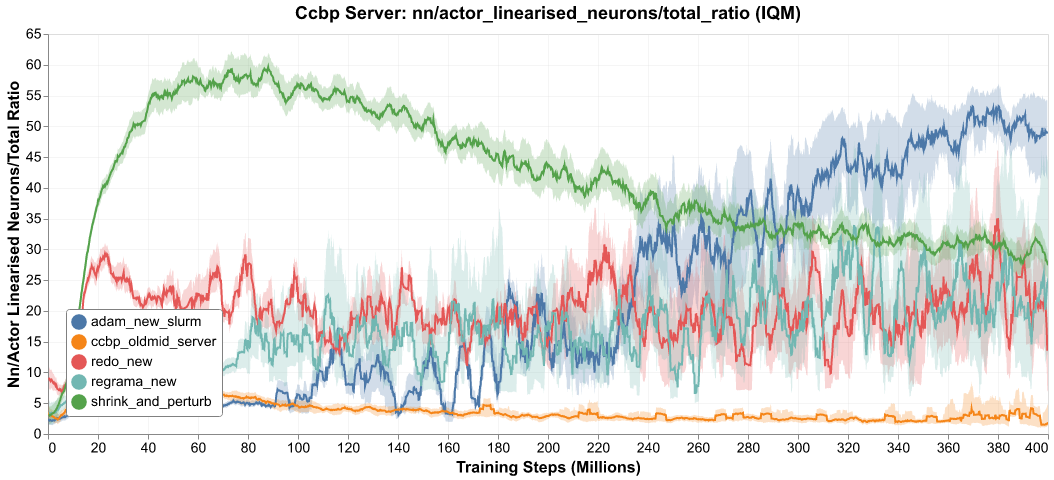 Ccbp Server: nn/actor_linearised_neurons/total_ratio (IQM)
Nn/Actor Linearised Neurons/Total Ratio
65
60
55
50
45
40
35
30
25
20
15
10
5
0
adam_new_slurm
ccbp_oldmid_server
redo_new
regrama_new
shrink_and_perturb
0 20 40 60 80 100 120 140 160 180 200 220 240 260 280 300 320 340 360 380 400
Training Steps (Millions)